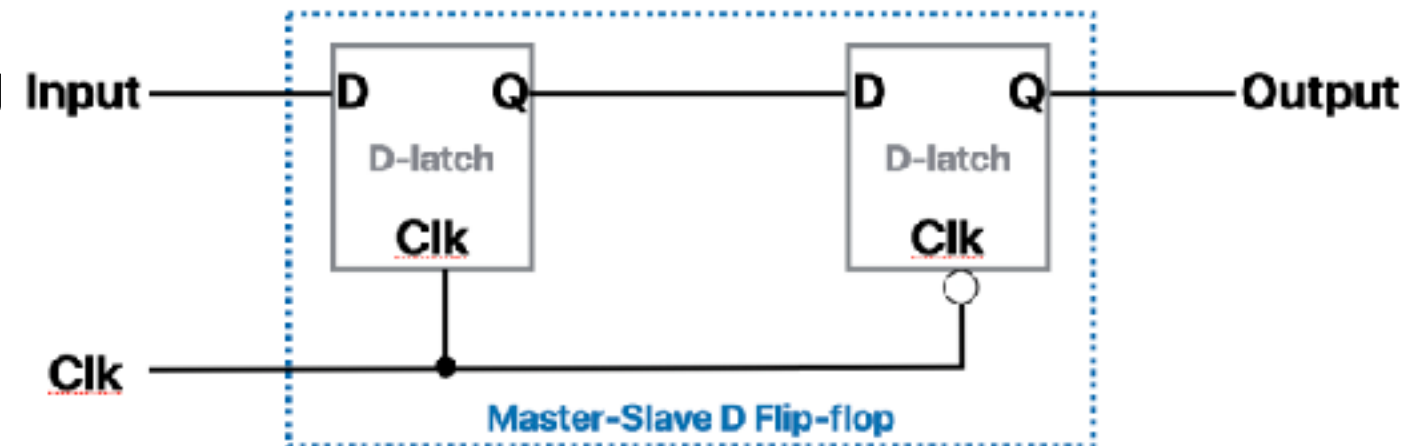 Input D Q D Q Output
D-latch D-latch
Clk Clk
Clk
Master-Slave D Flip-flop